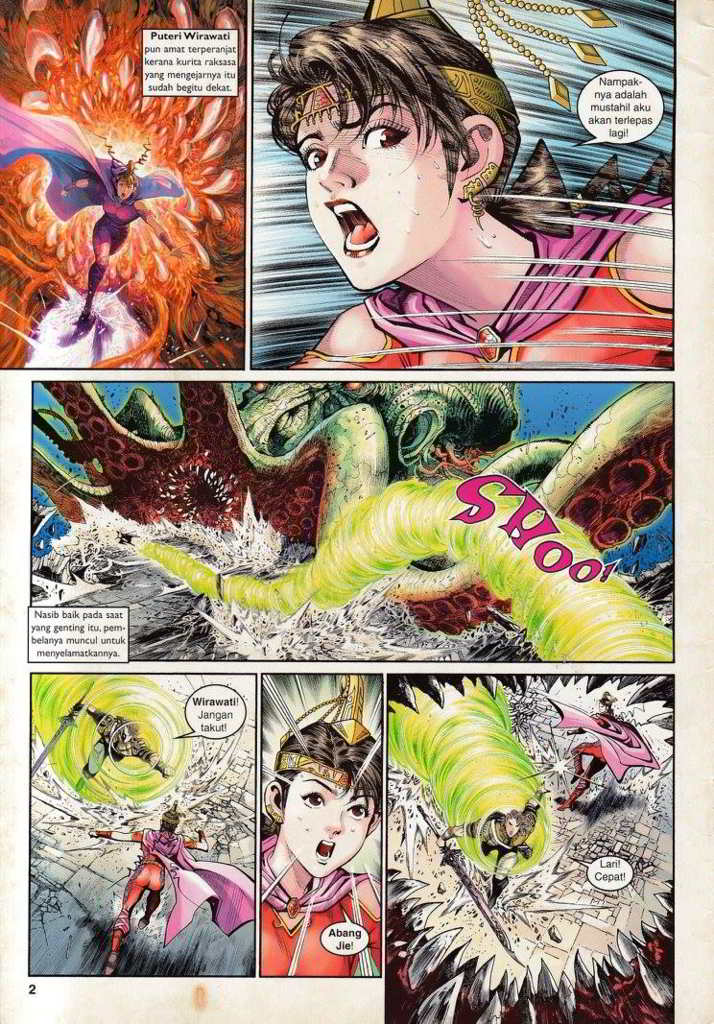 Puteri Wirawati
pun amat terperanjat
kerana kurita raksasa
yang mengejarnya itu
sudah begitu dekat.
Nampak-
nya adalah
mustahil aku
akan terlepas
lagi!
SHOO!
Nasib baik pada saat
yang genting itu, pem-
belanya muncul untuk
menyelamatkannya.
Wirawati!
Jangan
takut!
Abang
Jie!
Lari!
Cepat!
2